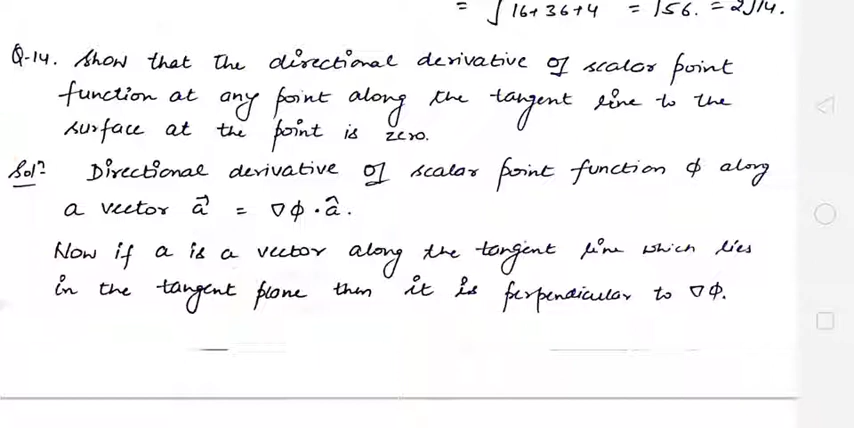 = √16+36+4 = √56. = 2√14.
Q-14. Show that the directional derivative of scalar point
function at any point along the tangent line to the
surface at the point is zero.
Solⁿ Directional derivative of scalar point function ϕ along
a vector a⃗ = ∇ϕ · â.
Now if a is a vector along the tangent line which lies
in the tangent plane then it is perpendicular to ∇ϕ.